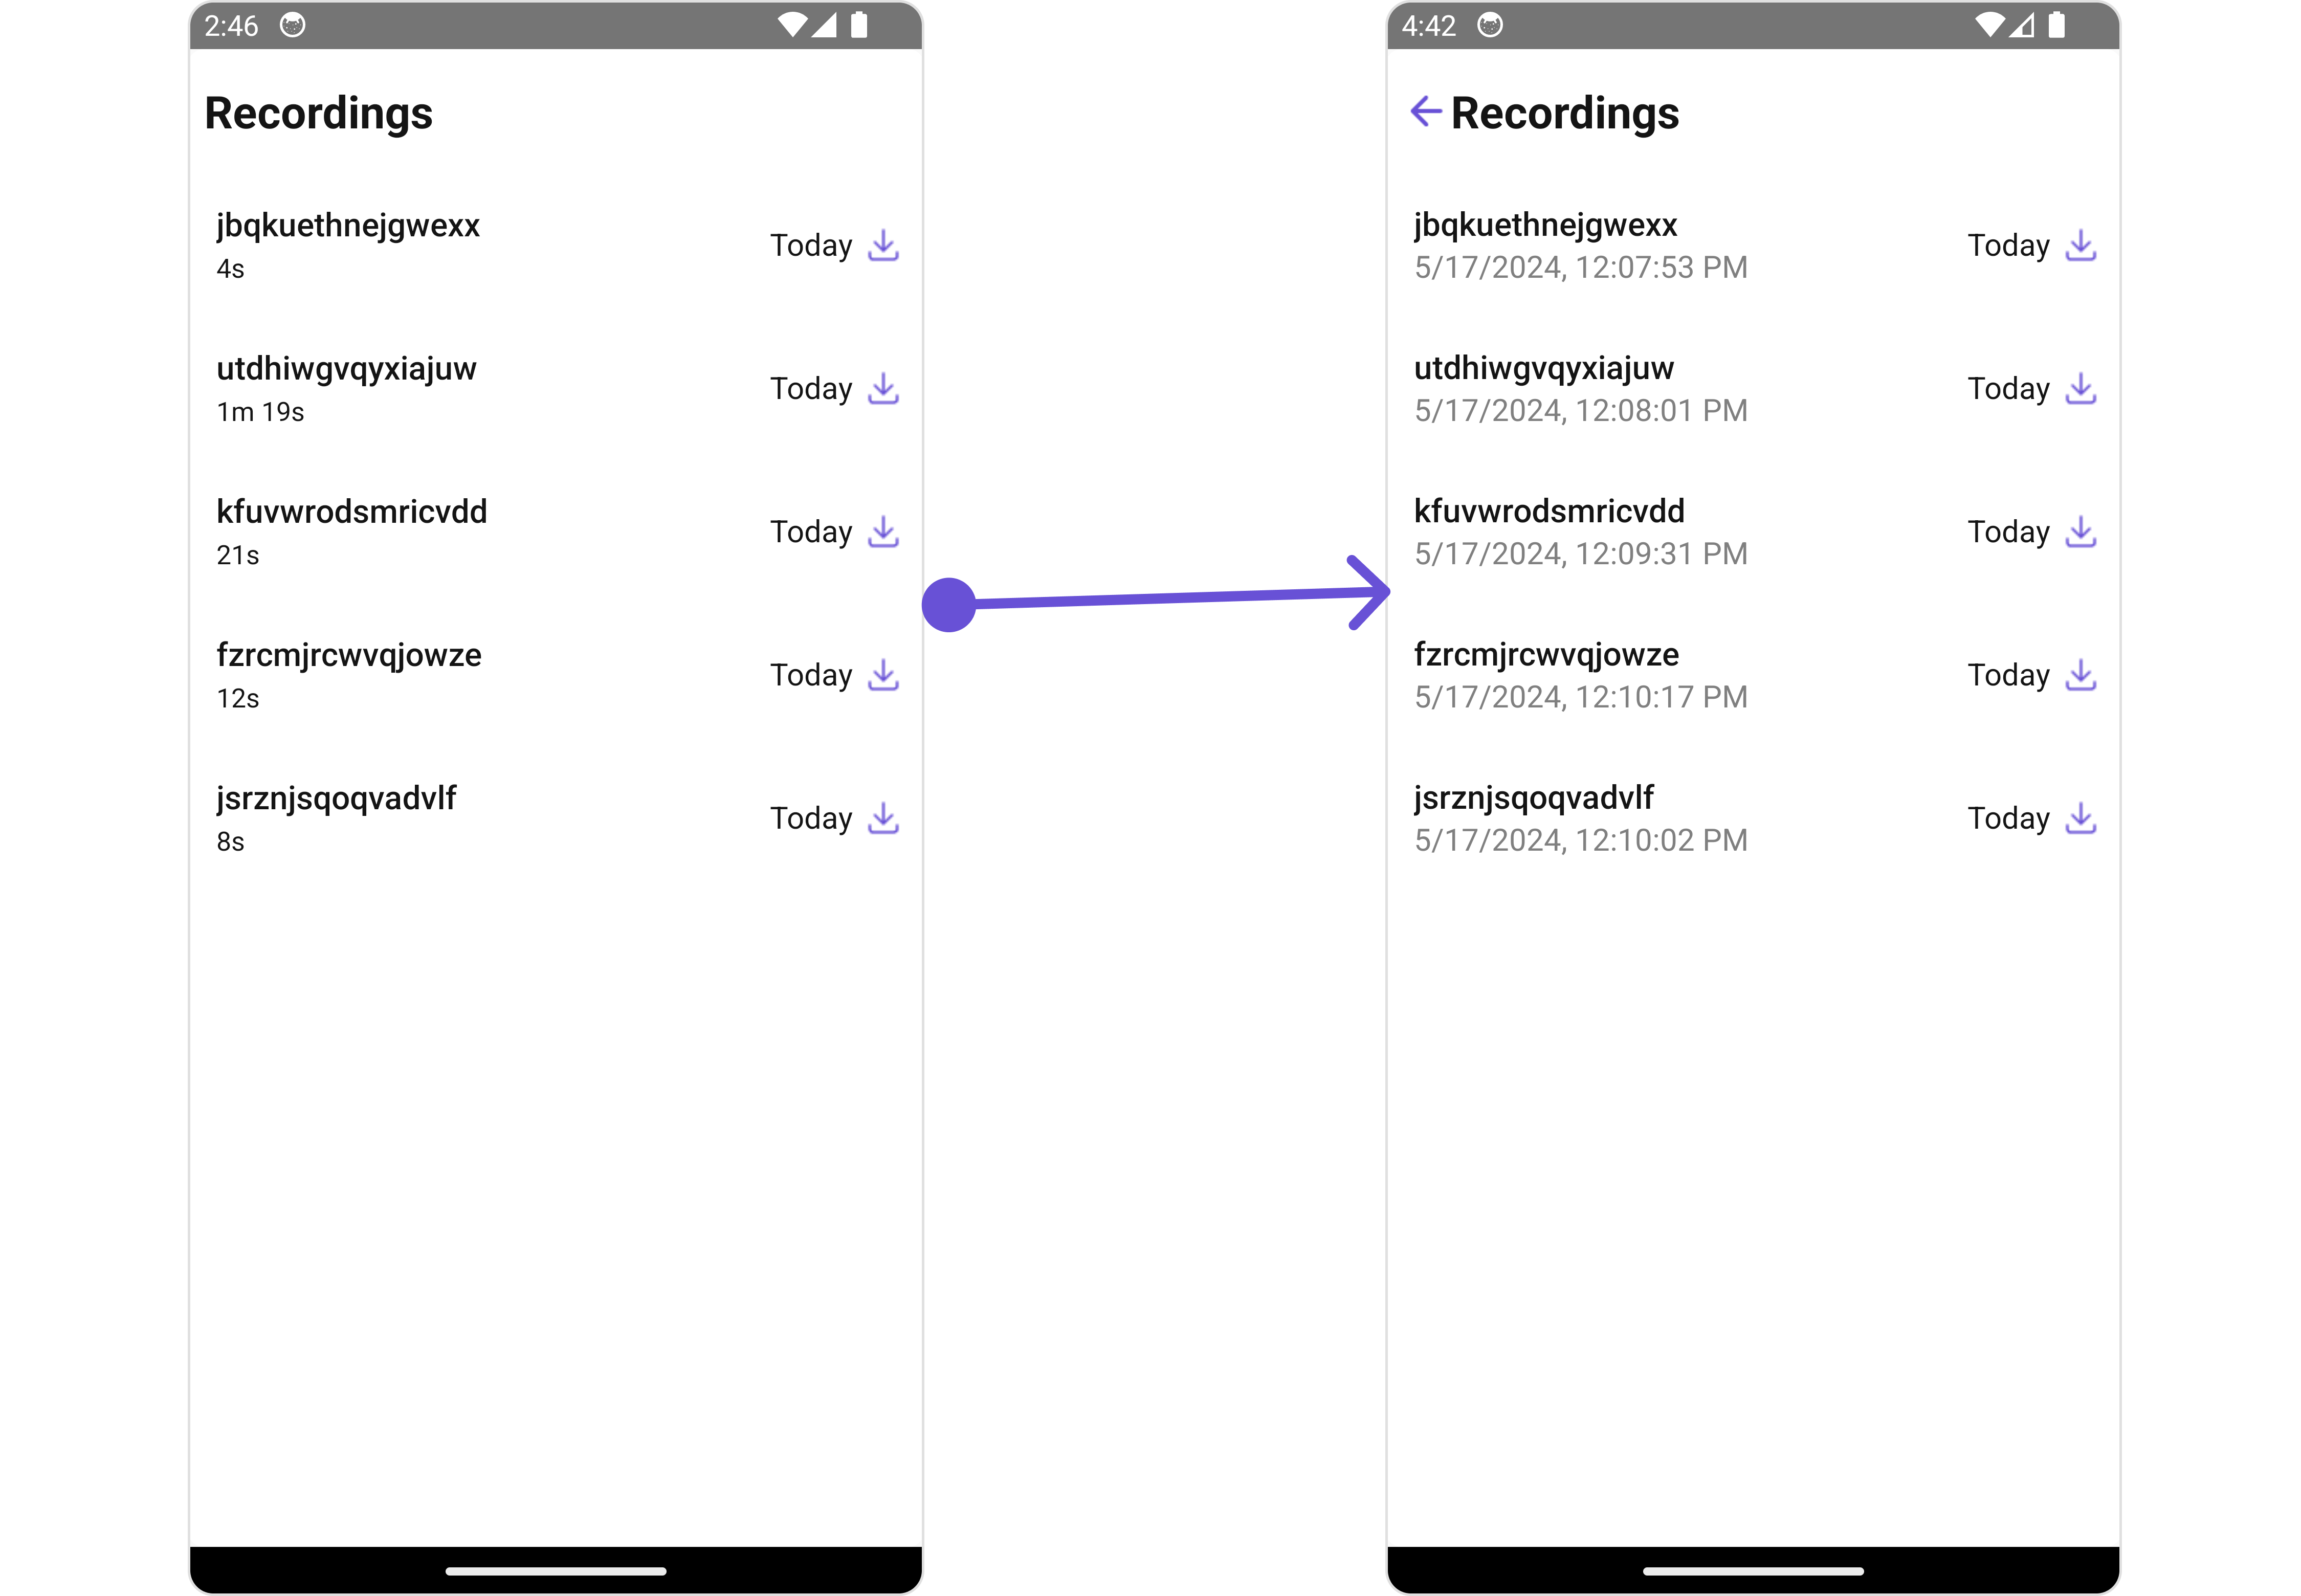 2:46
Recordings
jbqkuethnejgwexx
4s
Today
utdhiwgvqyxiajuw
1m 19s
Today
kfuvwrodsmricvdd
21s
Today
fzrcmjrcwvqjowze
12s
Today
jsrznjsqoqvadvlf
8s
Today
4:42
Recordings
jbqkuethnejgwexx
5/17/2024, 12:07:53 PM
Today
utdhiwgvqyxiajuw
5/17/2024, 12:08:01 PM
Today
kfuvwrodsmricvdd
5/17/2024, 12:09:31 PM
Today
fzrcmjrcwvqjowze
5/17/2024, 12:10:17 PM
Today
jsrznjsqoqvadvlf
5/17/2024, 12:10:02 PM
Today